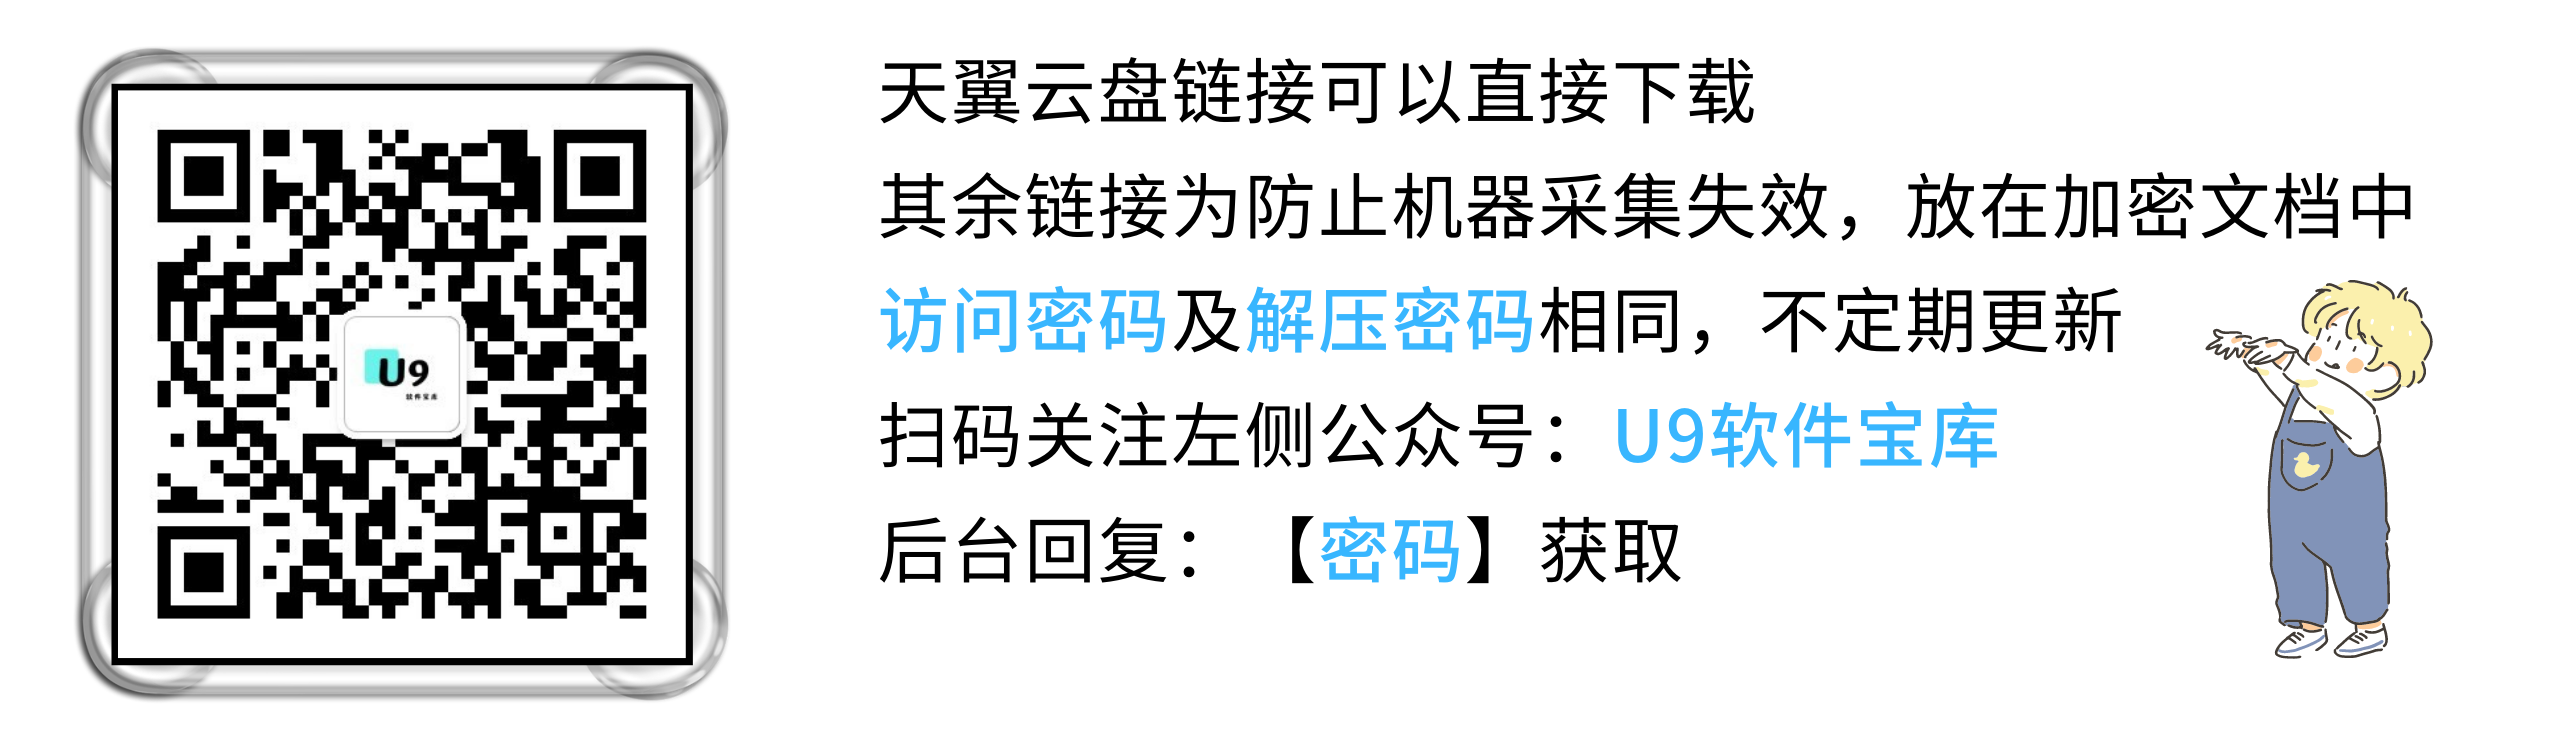 天翼云盘链接可以直接下载
其余链接为防止机器采集失效，放在加密文档中
访问密码及解压密码相同，不定期更新
扫码关注左侧公众号：U9软件宝库
后台回复：【密码】获取
U9
软件宝库